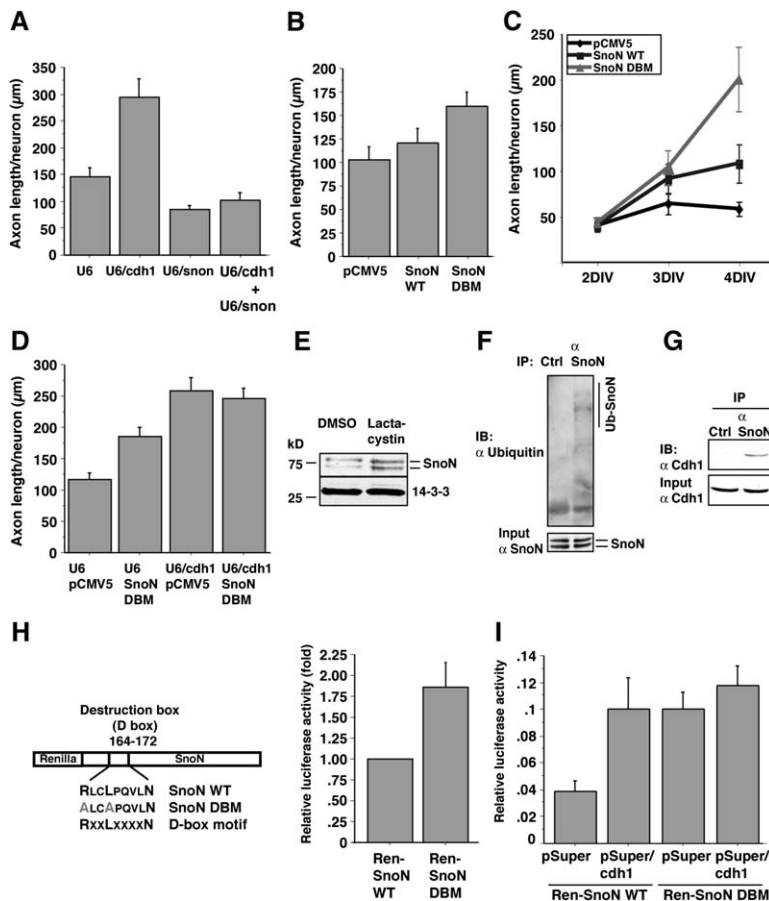 A
Axon length/neuron (µm)
350
300
250
200
150
100
50
0
U6
U6/cdh1
U6/snon
U6/cdh1
+
U6/snon
B
Axon length/neuron (µm)
200
175
150
125
100
75
50
25
0
pCMV5
SnoN
WT
SnoN
DBM
C
Axon length/neuron (µm)
250
200
150
100
50
pCMV5
SnoN WT
SnoN DBM
2DIV
3DIV
4DIV
D
Axon length/neuron (µm)
300
250
200
150
100
50
0
U6
pCMV5
U6
SnoN
DBM
U6/cdh1
pCMV5
U6/cdh1
SnoN
DBM
E
DMSO
Lacta-
cystin
kD
75
25
SnoN
14-3-3
F
α
IP: Ctrl SnoN
Ub-SnoN
IB:
α Ubiquitin
Input
α SnoN
SnoN
G
IP
α
Ctrl SnoN
IB:
α Cdh1
Input
α Cdh1
H
Destruction box
(D box)
164-172
Renilla
SnoN
RLCLPQVLN SnoN WT
ALCAPQVLN SnoN DBM
RXXLXXXXN D-box motif
Relative luciferase activity (fold)
2.25
2.00
1.75
1.50
1.25
1.00
.75
.50
.25
0
Ren-
SnoN
WT
Ren-
SnoN
DBM
I
Relative luciferase activity
.14
.12
.1
.08
.06
.04
.02
0
pSuper
pSuper/
cdh1
pSuper
pSuper/
cdh1
Ren-SnoN WT
Ren-SnoN DBM